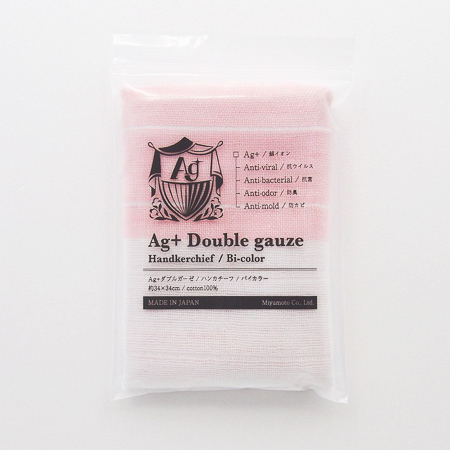 Ag
Ag+ / 銀イオン
Anti-viral / 抗ウイルス
Anti-bacterial / 抗菌
Anti-odor / 防臭
Anti-mold / 防カビ
Ag+ Double gauze
Handkerchief / Bi-color
Ag+ダブルガーゼ / ハンカチーフ / バイカラー
約34×34cm / cotton100%
MADE IN JAPAN
Miyamoto Co., Ltd.